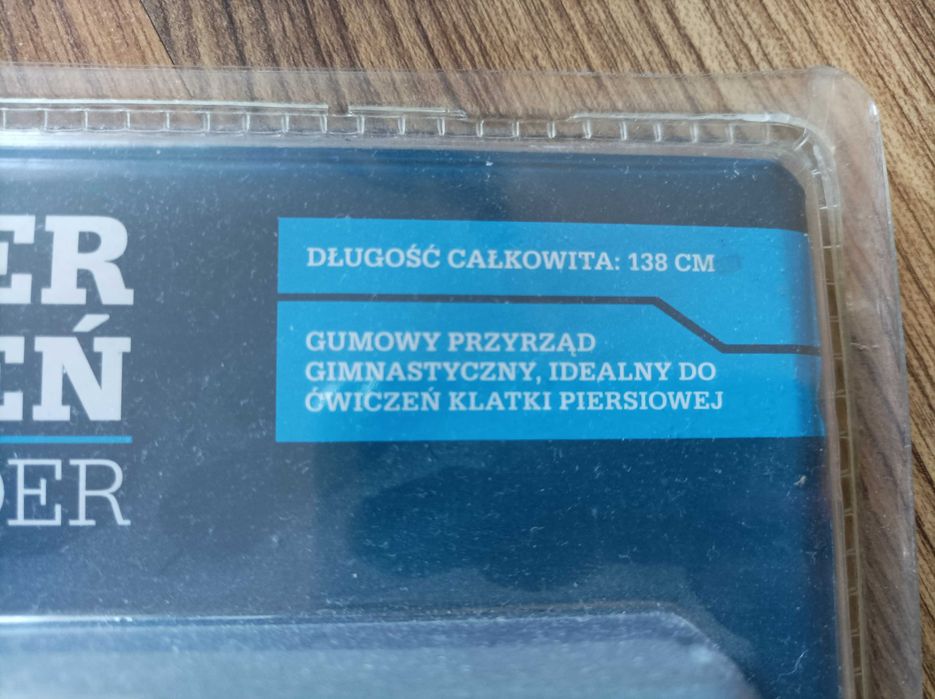 ER
EŃ
DER
DŁUGOŚĆ CAŁKOWITA: 138 CM
GUMOWY PRZYRZĄD
GIMNASTYCZNY, IDEALNY DO
ĆWICZEŃ KLATKI PIERSIOWEJ